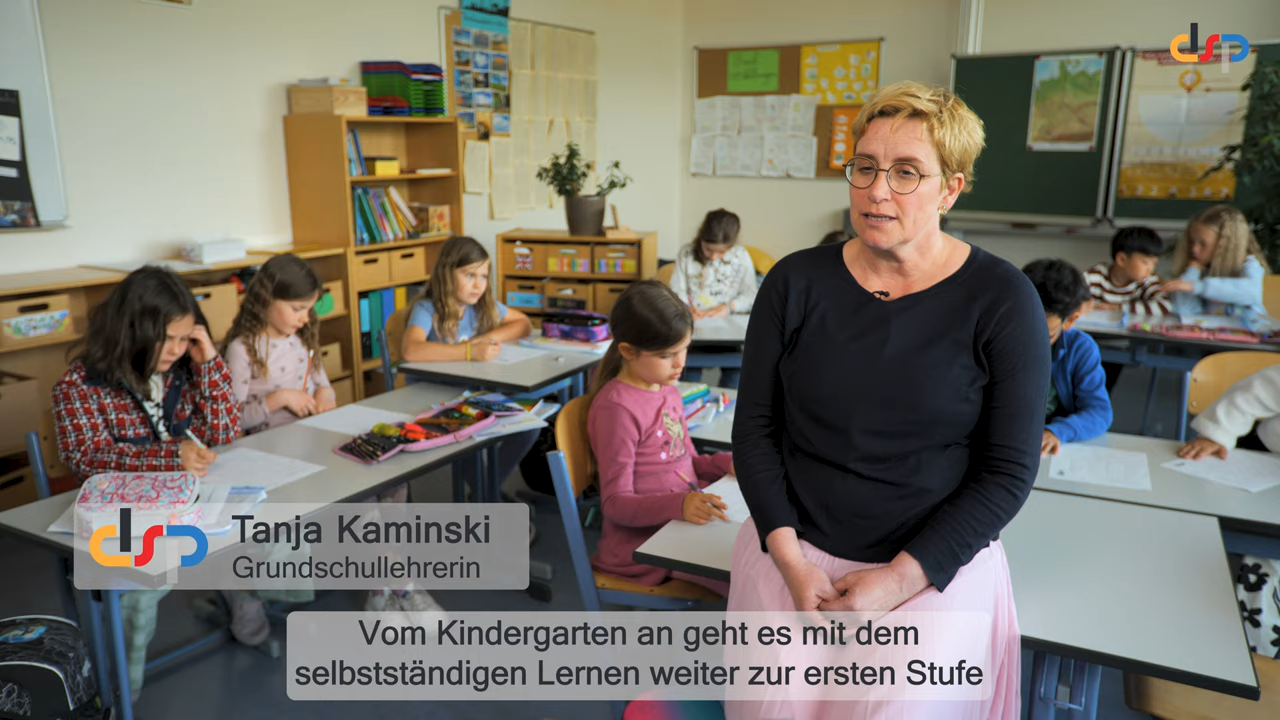 dsp
Tanja Kaminski
Grundschullehrerin
dsp
Vom Kindergarten an geht es mit dem
selbstständigen Lernen weiter zur ersten Stufe